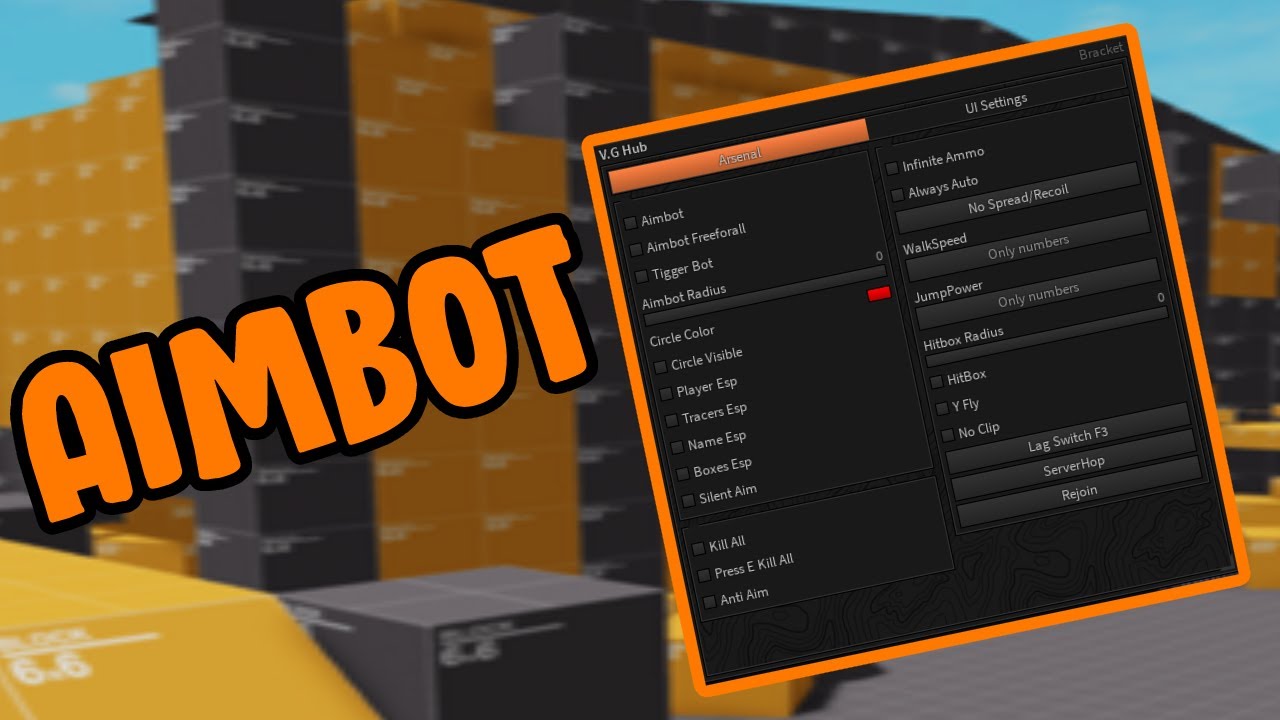 AIMBOT
Bracket
V.G Hub
Arsenal
UI Settings
Aimbot
Aimbot Freeforall
Tigger Bot
Aimbot Radius
0
Circle Color
Circle Visible
Player Esp
Tracers Esp
Name Esp
Boxes Esp
Silent Aim
Kill All
Press E Kill All
Anti Aim
Infinite Ammo
Always Auto
No Spread/Recoil
WalkSpeed
Only numbers
JumpPower
Only numbers
Hitbox Radius
0
HitBox
Y Fly
No Clip
Lag Switch F3
ServerHop
Rejoin
BLOCK
6.6
BLOCK
6.6